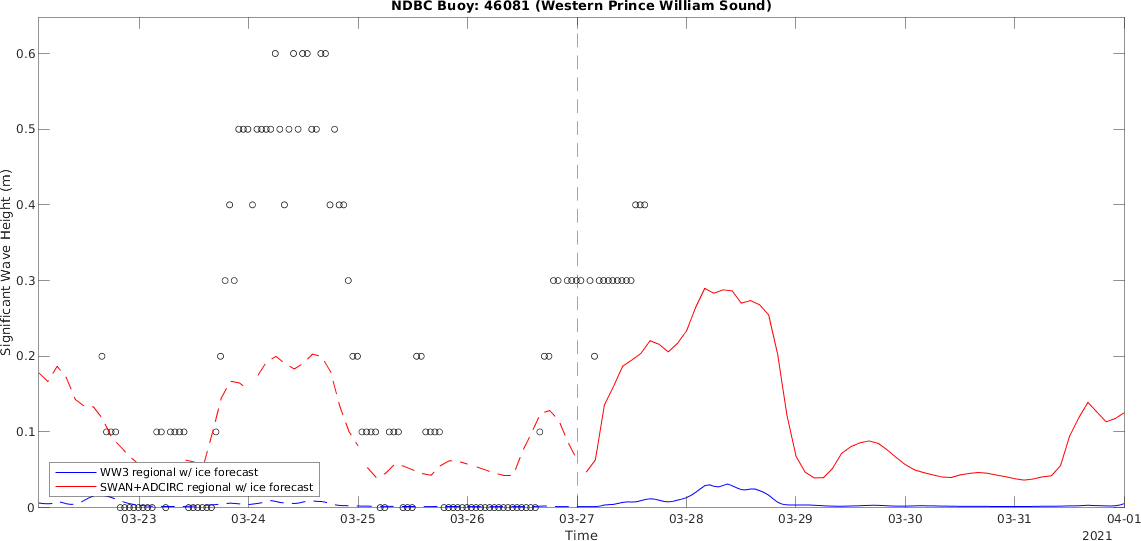 NDBC Buoy: 46081 (Western Prince William Sound)
0.6
0.5
0.4
0.3
0.2
0.1
0
Significant Wave Height (m)
WW3 regional w/ ice forecast
SWAN+ADCIRC regional w/ ice forecast
03-23 03-24 03-25 03-26 03-27 03-28 03-29 03-30 03-31 04-01
Time
2021